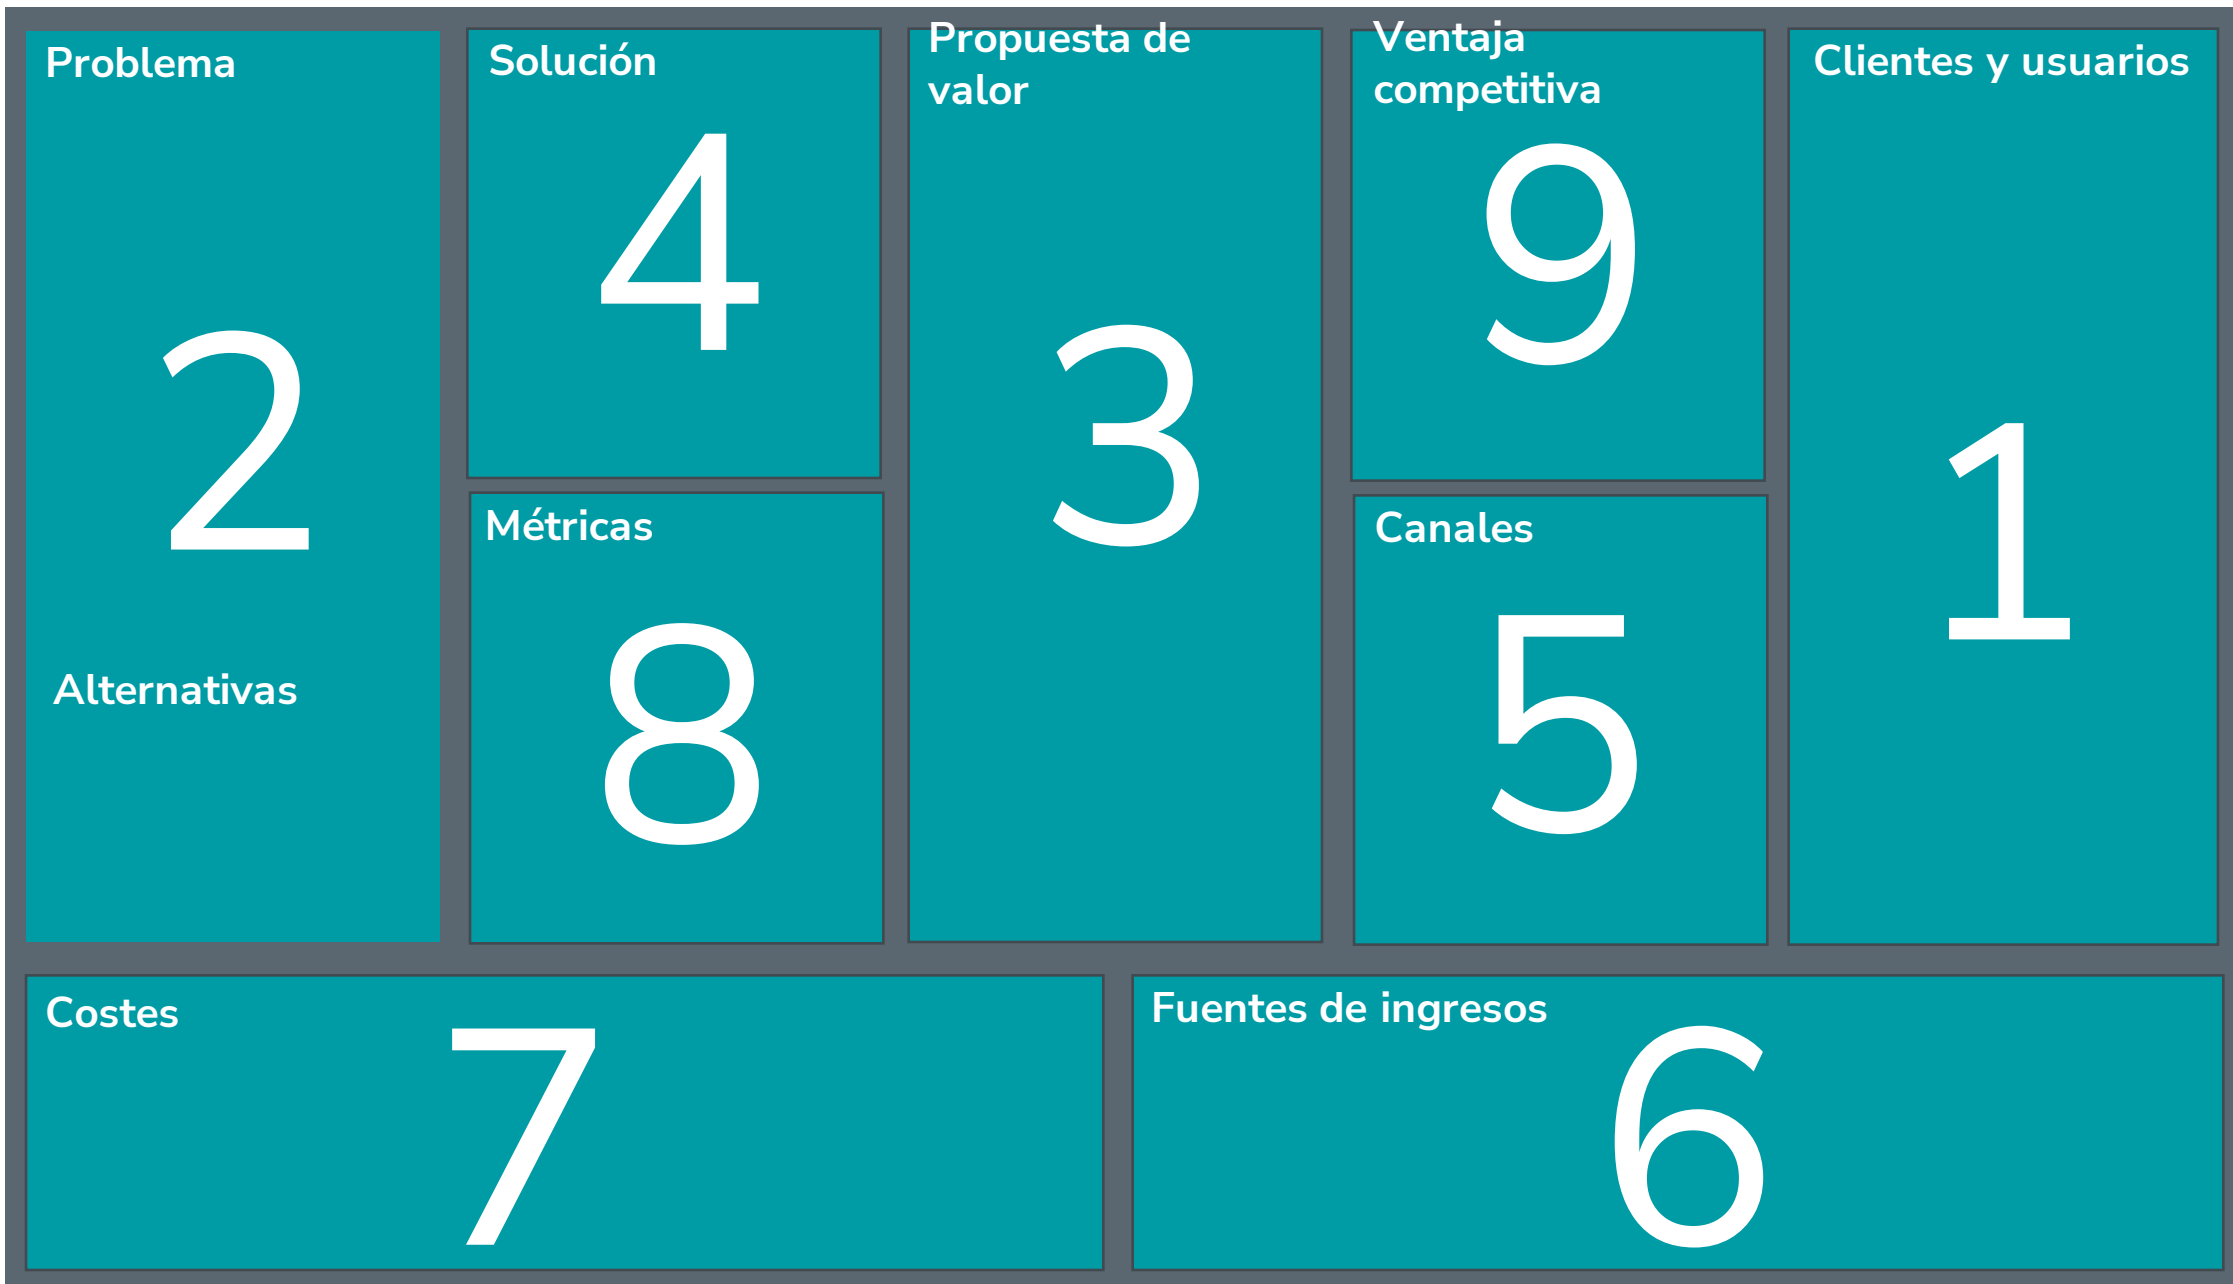 Problema
2
Alternativas
Solución
4
Métricas
8
Propuesta de
valor
3
Ventaja
competitiva
9
Canales
5
Clientes y usuarios
1
Costes
7
Fuentes de ingresos
6